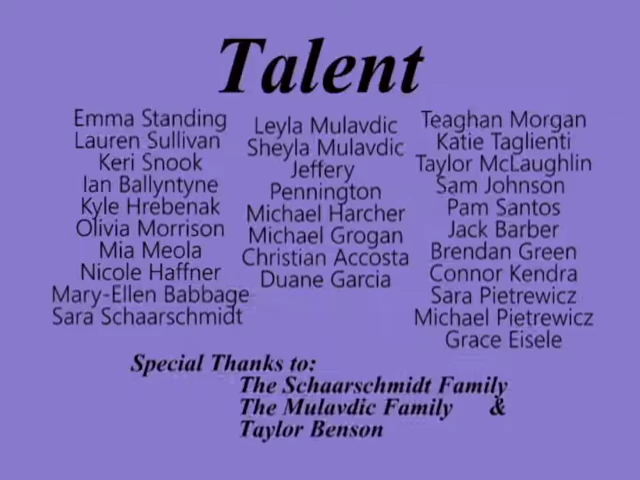 Talent
Emma Standing
Lauren Sullivan
Keri Snook
Ian Ballyntyne
Kyle Hrebenak
Olivia Morrison
Mia Meola
Nicole Haffner
Mary-Ellen Babbage
Sara Schaarschmidt
Leyla Mulavdic
Sheyla Mulavdic
Jeffery
Pennington
Michael Harcher
Michael Grogan
Christian Accosta
Duane Garcia
Teaghan Morgan
Katie Taglienti
Taylor McLaughlin
Sam Johnson
Pam Santos
Jack Barber
Brendan Green
Connor Kendra
Sara Pietrewicz
Michael Pietrewicz
Grace Eisele
Special Thanks to:
The Schaarschmidt Family
The Mulavdic Family &
Taylor Benson